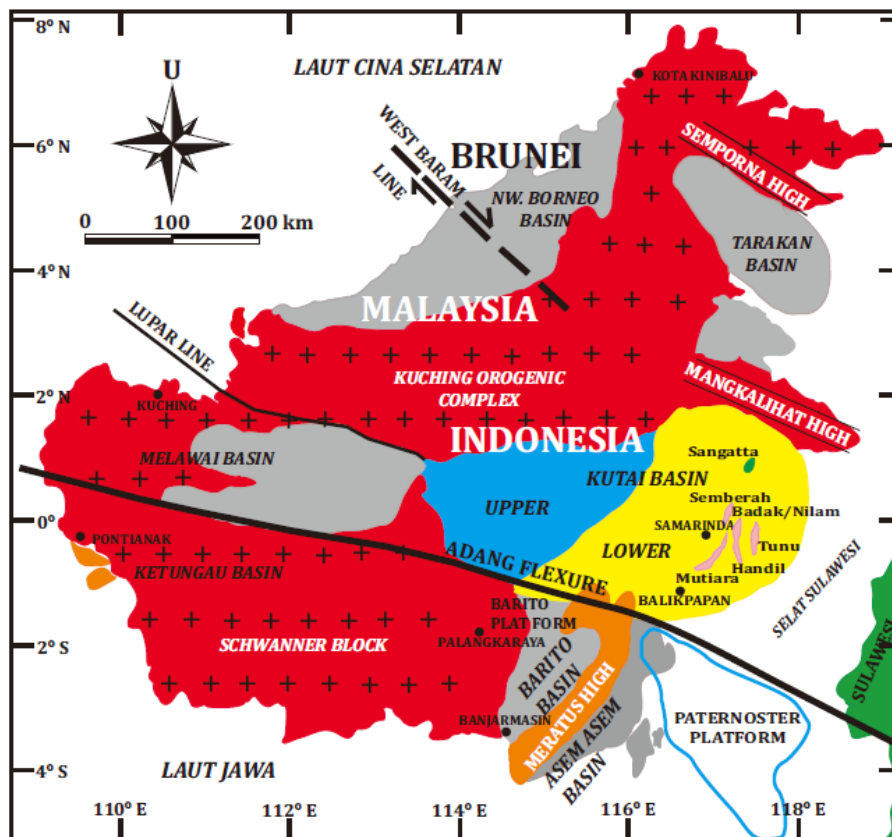 8° N
6° N
4° N
2° N
0°
2° S
4° S
U
LAUT CINA SELATAN
KOTA KINIBALU
WEST BARAM
LINE
BRUNEI
NW. BORNEO
BASIN
SEMPORNA HIGH
0 100 200 km
TARAKAN
BASIN
LUPAR LINE
MALAYSIA
KUCHING OROGENIC
COMPLEX
MANGKALIHAT HIGH
KUCHING
INDONESIA
MELAWAI BASIN
KUTAI BASIN
Sangatta
UPPER
Semberah
Badak/Nilam
SAMARINDA
LOWER
Tunu
Handil
Mutiara
BALIKPAPAN
PONTIANAK
KETUNGAU BASIN
ADANG FLEXURE
SELAT SULAWESI
BARITO
PLATFORM
PALANGKARAYA
SCHWANNER BLOCK
BARITO
BASIN
MERATUS HIGH
ASEM ASEM
BASIN
BANJARMASIN
PATERNOSTER
PLATFORM
SULAWESI
LAUT JAWA
110° E
112° E
114° E
116° E
118° E